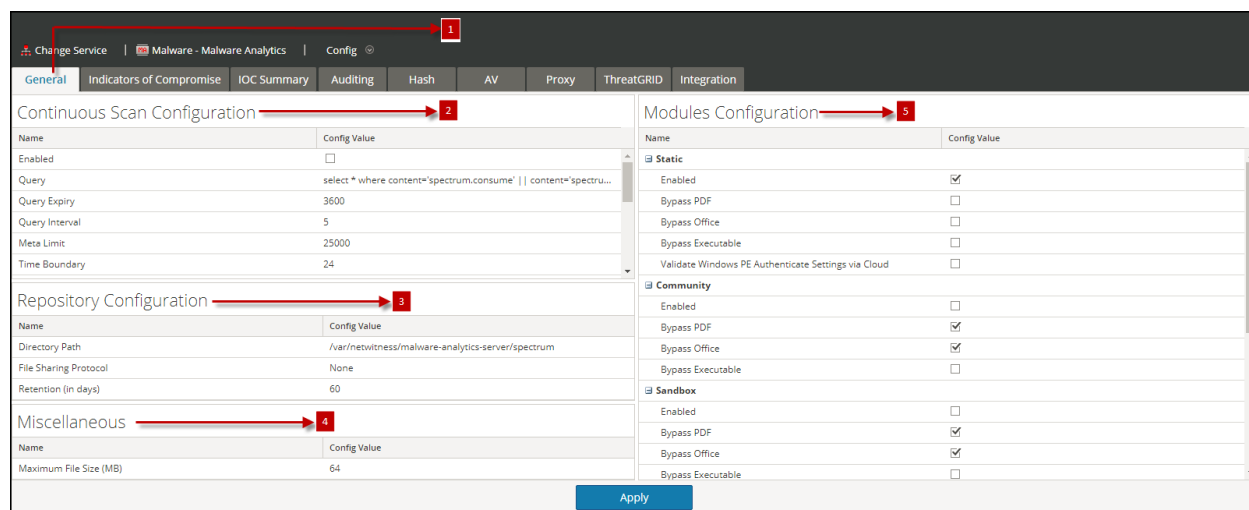 1
Change Service | Malware - Malware Analytics | Config
General Indicators of Compromise IOC Summary Auditing Hash AV Proxy ThreatGRID Integration
Continuous Scan Configuration 2
Name Config Value
Enabled
Query select * where content='spectrum.consume' || content='spectru...
Query Expiry 3600
Query Interval 5
Meta Limit 25000
Time Boundary 24
Repository Configuration 3
Name Config Value
Directory Path /var/netwitness/malware-analytics-server/spectrum
File Sharing Protocol None
Retention (in days) 60
Miscellaneous 4
Name Config Value
Maximum File Size (MB) 64
Modules Configuration 5
Name Config Value
Static
Enabled
Bypass PDF
Bypass Office
Bypass Executable
Validate Windows PE Authenticate Settings via Cloud
Community
Enabled
Bypass PDF
Bypass Office
Bypass Executable
Sandbox
Enabled
Bypass PDF
Bypass Office
Bypass Executable
Apply